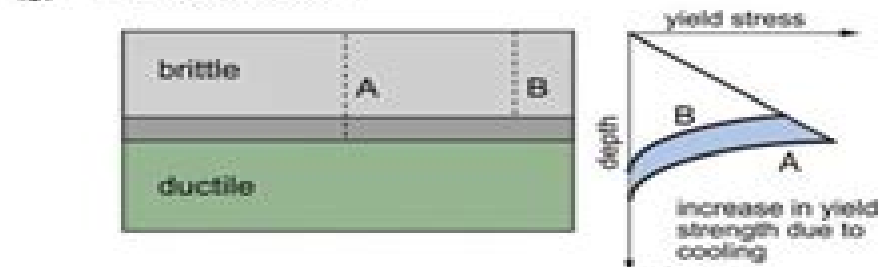 yield stress
brittle
A
B
ductile
depth
B
A
increase in yield
strength due to
cooling